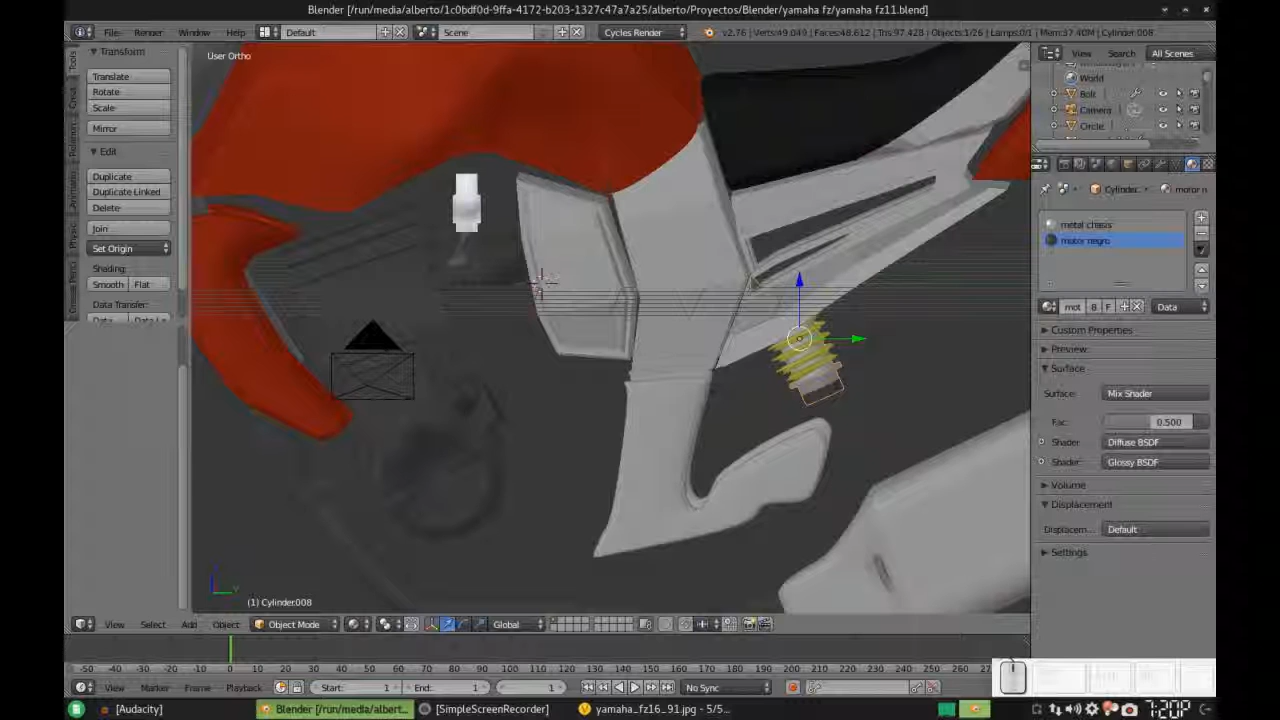 Blender [/run/media/alberto/1c0bdf0d-9ffa-4172-b203-1327c47a7a25/alberto/Proyectos/Blender/yamaha fz/yamaha fz11.blend]
File Render Window Help Default Scene Cycles Render v2.76 | Verts:49.049 | Faces:48.612 | Tris:97.428 | Objects:1/26 | Lamps:0/1 | Mem:37.40M | Cylinder.008
View Search All Scenes
World
Bolt
Camera
Circle
Tools
Transform
Translate
Rotate
Scale
Mirror
Edit
Duplicate
Duplicate Linked
Delete
Join
Set Origin
Shading:
Smooth Flat
Data Transfer:
User Ortho
(1) Cylinder.008
Cylinder. motor n
metal chasis
motor negro
mot 8 F Data
Custom Properties
Preview
Surface
Surface: Mix Shader
Fac: 0.500
Shader: Diffuse BSDF
Shader: Glossy BSDF
Volume
Displacement
Displacem.. Default
Settings
View Select Add Object Object Mode Global
-50 -40 -30 -20 -10 0 10 20 30 40 50 60 70 80 90 100 110 120 130 140 150 160 170 180 190 200 210 220 230 240 250 260
View Marker Frame Playback Start: 1 End: 1 1 No Sync
[Audacity] Blender [/run/media/albert... [SimpleScreenRecorder] yamaha_fz16_91.jpg - 5/5... 7:20P